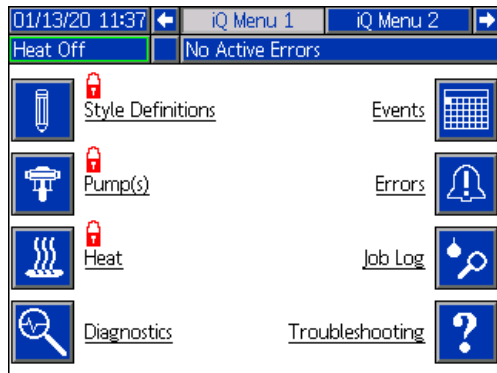 01/13/20 11:37 iQ Menu 1 iQ Menu 2
Heat Off No Active Errors
Style Definitions Events
Pump(s) Errors
Heat Job Log
Diagnostics Troubleshooting ?